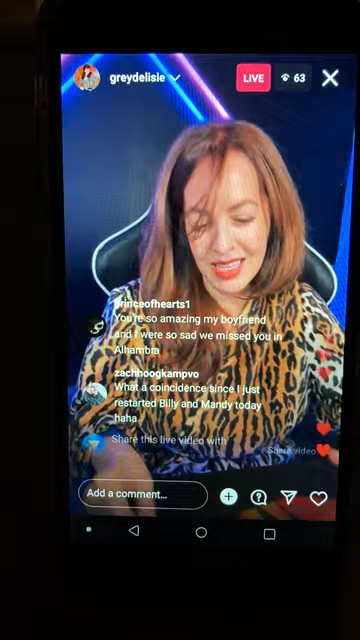 greydelisle
LIVE
63
princeofhearts1
You're so amazing my boyfriend
and I were so sad we missed you in
Alhambra
zachhoogkampvo
What a coincidence since I just
restarted Billy and Mandy today
haha
Share this live video with
Share video
Add a comment...